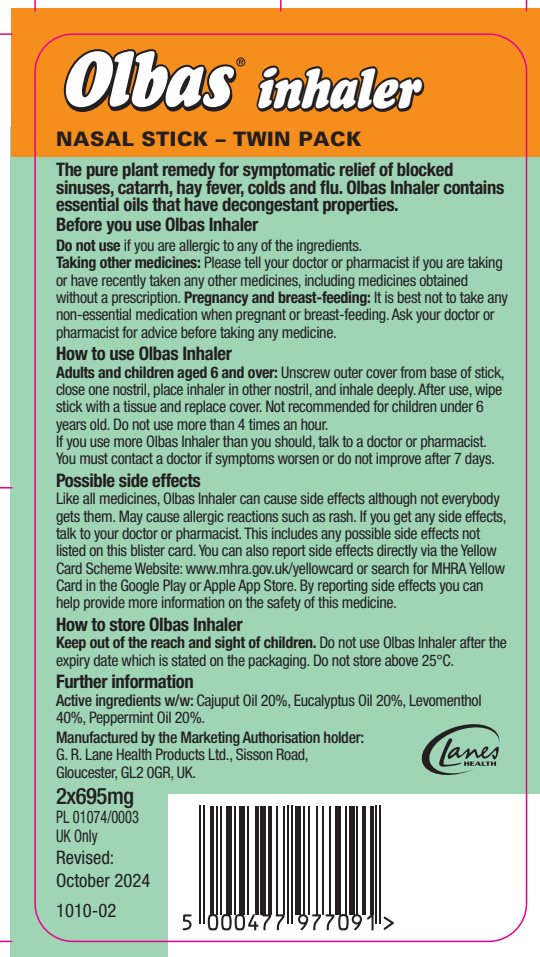 Olbas® inhaler
NASAL STICK – TWIN PACK
The pure plant remedy for symptomatic relief of blocked
sinuses, catarrh, hay fever, colds and flu. Olbas Inhaler contains
essential oils that have decongestant properties.
Before you use Olbas Inhaler
Do not use if you are allergic to any of the ingredients.
Taking other medicines: Please tell your doctor or pharmacist if you are taking
or have recently taken any other medicines, including medicines obtained
without a prescription. Pregnancy and breast-feeding: It is best not to take any
non-essential medication when pregnant or breast-feeding. Ask your doctor or
pharmacist for advice before taking any medicine.
How to use Olbas Inhaler
Adults and children aged 6 and over: Unscrew outer cover from base of stick,
close one nostril, place inhaler in other nostril, and inhale deeply. After use, wipe
stick with a tissue and replace cover. Not recommended for children under 6
years old. Do not use more than 4 times an hour.
If you use more Olbas Inhaler than you should, talk to a doctor or pharmacist.
You must contact a doctor if symptoms worsen or do not improve after 7 days.
Possible side effects
Like all medicines, Olbas Inhaler can cause side effects although not everybody
gets them. May cause allergic reactions such as rash. If you get any side effects,
talk to your doctor or pharmacist. This includes any possible side effects not
listed on this blister card. You can also report side effects directly via the Yellow
Card Scheme Website: www.mhra.gov.uk/yellowcard or search for MHRA Yellow
Card in the Google Play or Apple App Store. By reporting side effects you can
help provide more information on the safety of this medicine.
How to store Olbas Inhaler
Keep out of the reach and sight of children. Do not use Olbas Inhaler after the
expiry date which is stated on the packaging. Do not store above 25°C.
Further information
Active ingredients w/w: Cajuput Oil 20%, Eucalyptus Oil 20%, Levomenthol
40%, Peppermint Oil 20%.
Manufactured by the Marketing Authorisation holder:
G. R. Lane Health Products Ltd., Sisson Road,
Gloucester, GL2 0GR, UK.
Lanes
HEALTH
2x695mg
PL 01074/0003
UK Only
Revised:
October 2024
1010-02
5 000477 977091 >